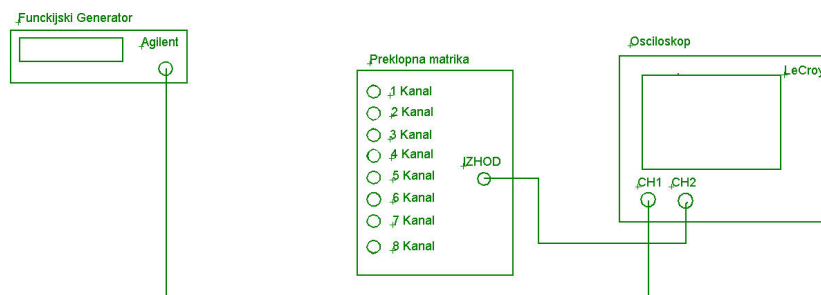 Funckijski Generator
Agilent
Preklopna matrika
1 Kanal
2 Kanal
3 Kanal
4 Kanal
5 Kanal
6 Kanal
7 Kanal
8 Kanal
IZHOD
Osciloskop
LeCroy
CH1 CH2